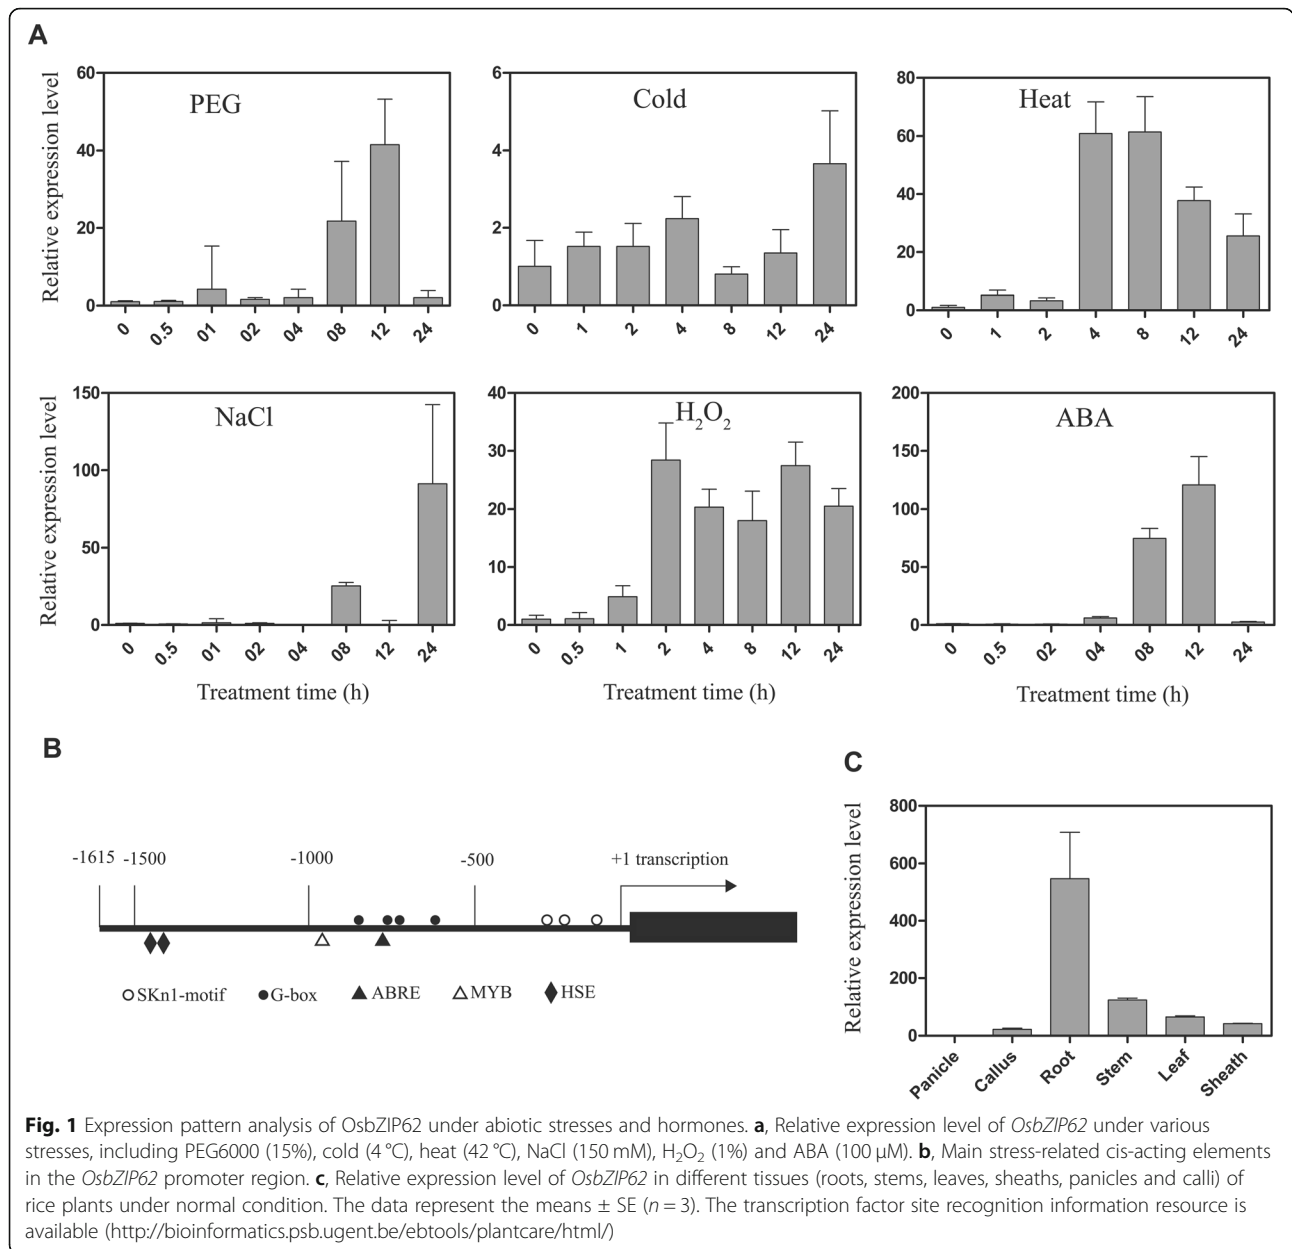 A
PEG
Relative expression level
60
40
20
0
0 0.5 01 02 04 08 12 24
Cold
6
4
2
0
0 1 2 4 8 12 24
Heat
80
60
40
20
0
0 1 2 4 8 12 24
NaCl
Relative expression level
150
100
50
0
0 0.5 01 02 04 08 12 24
Treatment time (h)
H₂O₂
40
30
20
10
0
0 0.5 1 2 4 8 12 24
Treatment time (h)
ABA
200
150
100
50
0
0 0.5 02 04 08 12 24
Treatment time (h)
B
-1615 -1500 -1000 -500 +1 transcription
SKn1-motif G-box ABRE MYB HSE
C
Relative expression level
800
600
400
200
0
Panicle Callus Root Stem Leaf Sheath
Fig. 1 Expression pattern analysis of OsbZIP62 under abiotic stresses and hormones. a, Relative expression level of OsbZIP62 under various
stresses, including PEG6000 (15%), cold (4 °C), heat (42 °C), NaCl (150 mM), H₂O₂ (1%) and ABA (100 μM). b, Main stress-related cis-acting elements
in the OsbZIP62 promoter region. c, Relative expression level of OsbZIP62 in different tissues (roots, stems, leaves, sheaths, panicles and calli) of
rice plants under normal condition. The data represent the means ± SE (n = 3). The transcription factor site recognition information resource is
available (http://bioinformatics.psb.ugent.be/ebtools/plantcare/html/)